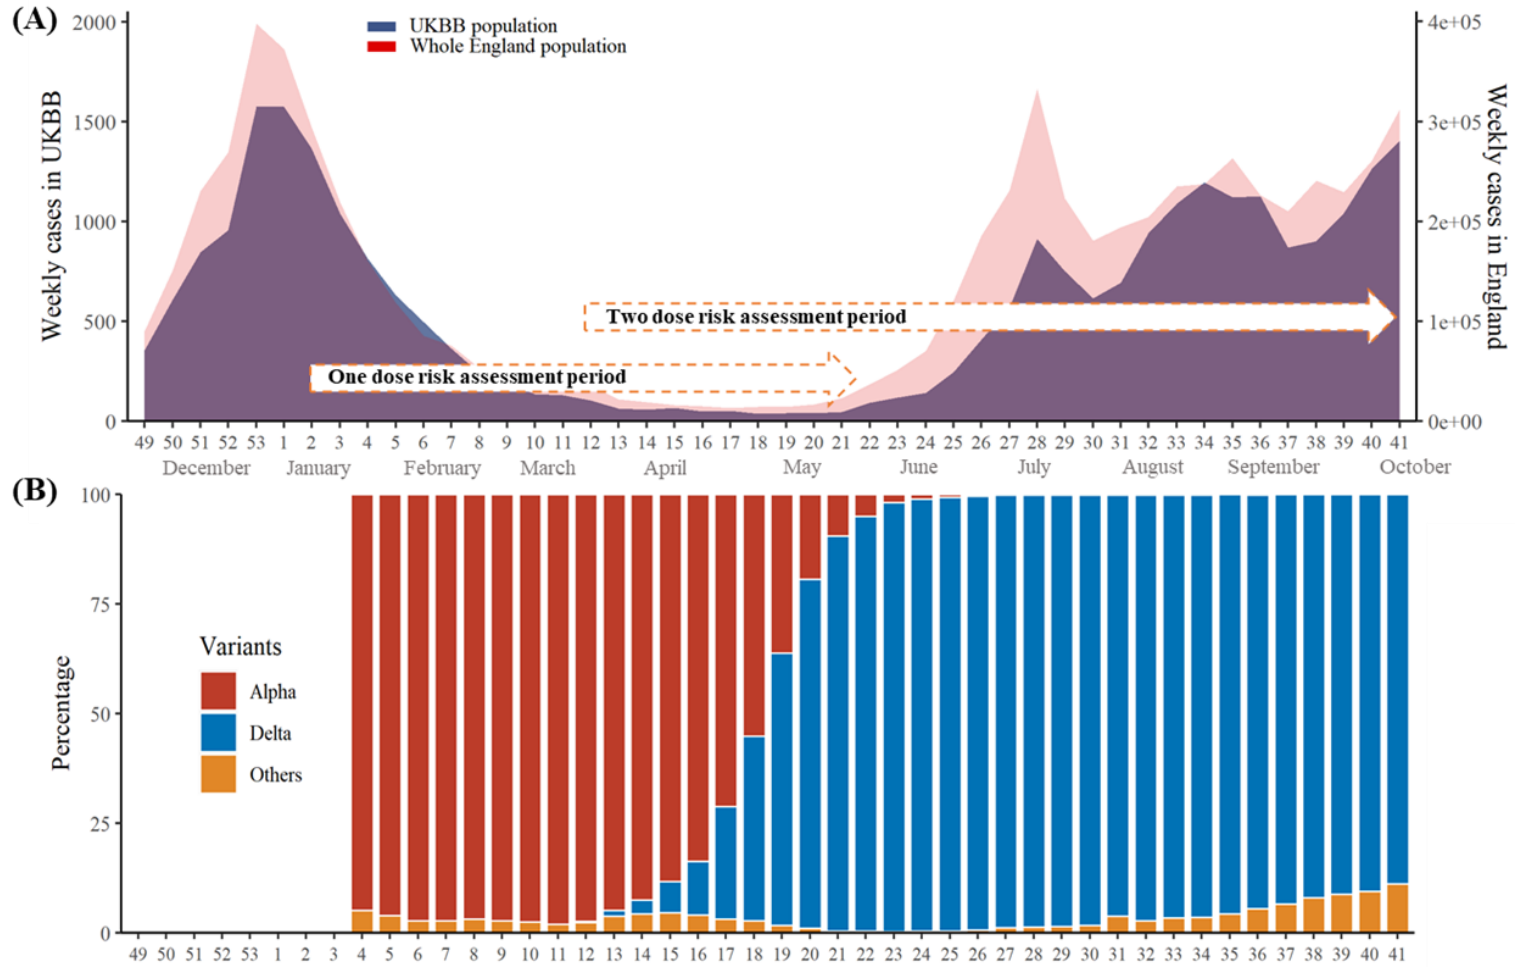 (A)
UKBB population
Whole England population
Weekly cases in UKBB
2000
1500
1000
500
0
Weekly cases in England
4e+05
3e+05
2e+05
1e+05
0e+00
Two dose risk assessment period
One dose risk assessment period
49 50 51 52 53 1 2 3 4 5 6 7 8 9 10 11 12 13 14 15 16 17 18 19 20 21 22 23 24 25 26 27 28 29 30 31 32 33 34 35 36 37 38 39 40 41
December January February March April May June July August September October
(B)
Percentage
100
75
50
25
0
Variants
Alpha
Delta
Others
49 50 51 52 53 1 2 3 4 5 6 7 8 9 10 11 12 13 14 15 16 17 18 19 20 21 22 23 24 25 26 27 28 29 30 31 32 33 34 35 36 37 38 39 40 41